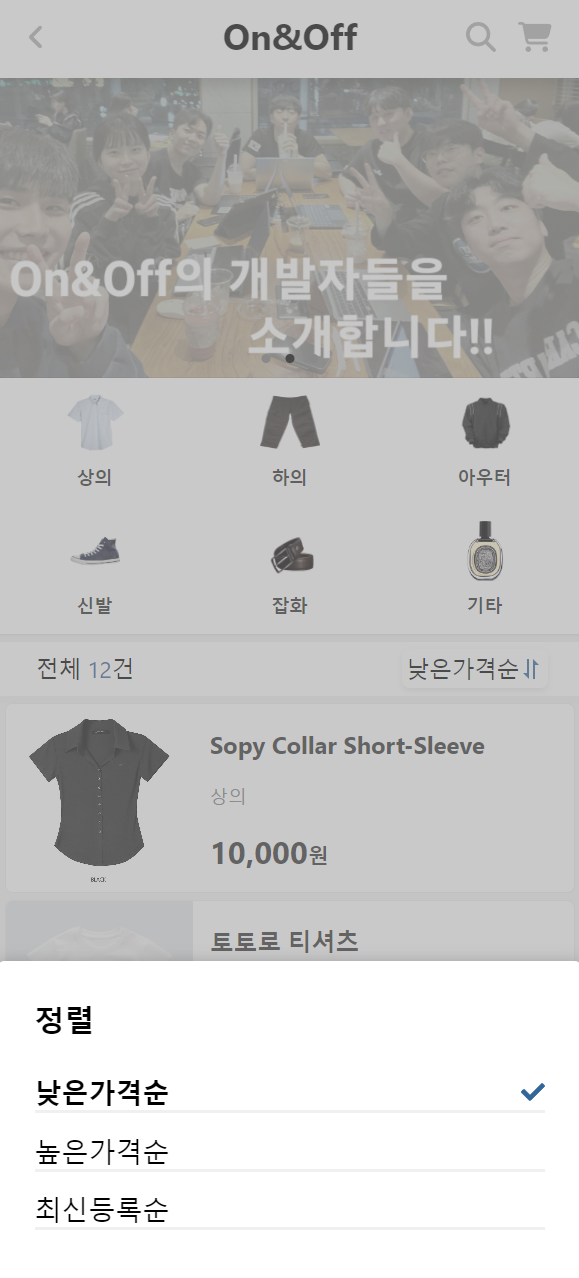 On&Off
On&Off의 개발자들을
소개합니다!!
상의
하의
아우터
신발
잡화
기타
전체 12건
낮은가격순
Sopy Collar Short-Sleeve
상의
10,000원
BLACK
토토로 티셔츠
정렬
낮은가격순
높은가격순
최신등록순